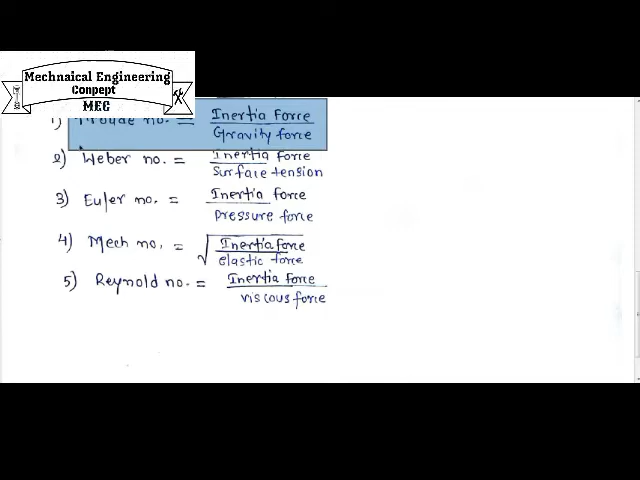 Mechnaical Engineering
Conpept
MEC
1) Froude no. = Inertia Force / Gravity force
2) Weber no. = Inertia Force / Surface tension
3) Euler no. = Inertia Force / pressure force
4) Mech no. = √ Inertia force / elastic force
5) Reynold no. = Inertia Force / viscous force